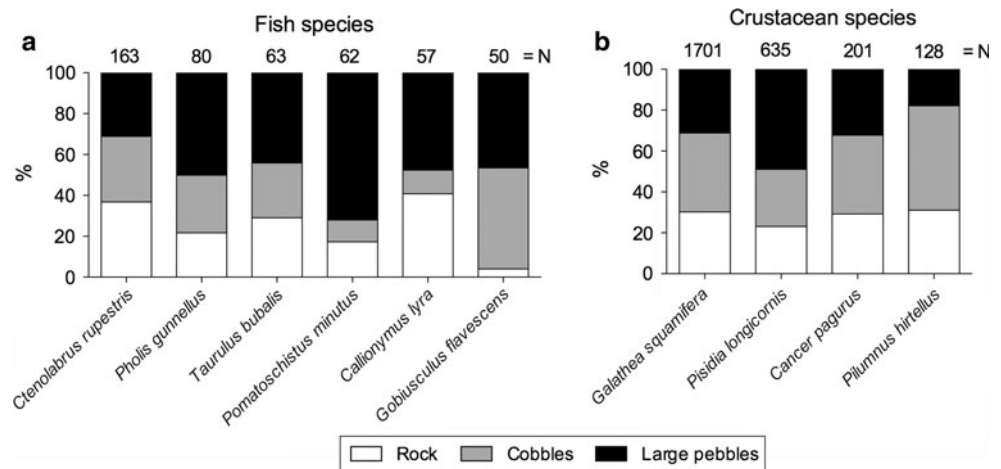 Fish species
a
163 80 63 62 57 50 = N
100
80
60
40
20
0
%
Ctenolabrus rupestris
Pholis gunnellus
Taurulus bubalis
Pomatoschistus minutus
Callionymus lyra
Gobiusculus flavescens
Crustacean species
b
1701 635 201 128 = N
100
80
60
40
20
0
%
Galathea squamifera
Pisidia longicornis
Cancer pagurus
Pilumnus hirtellus
Rock Cobbles Large pebbles